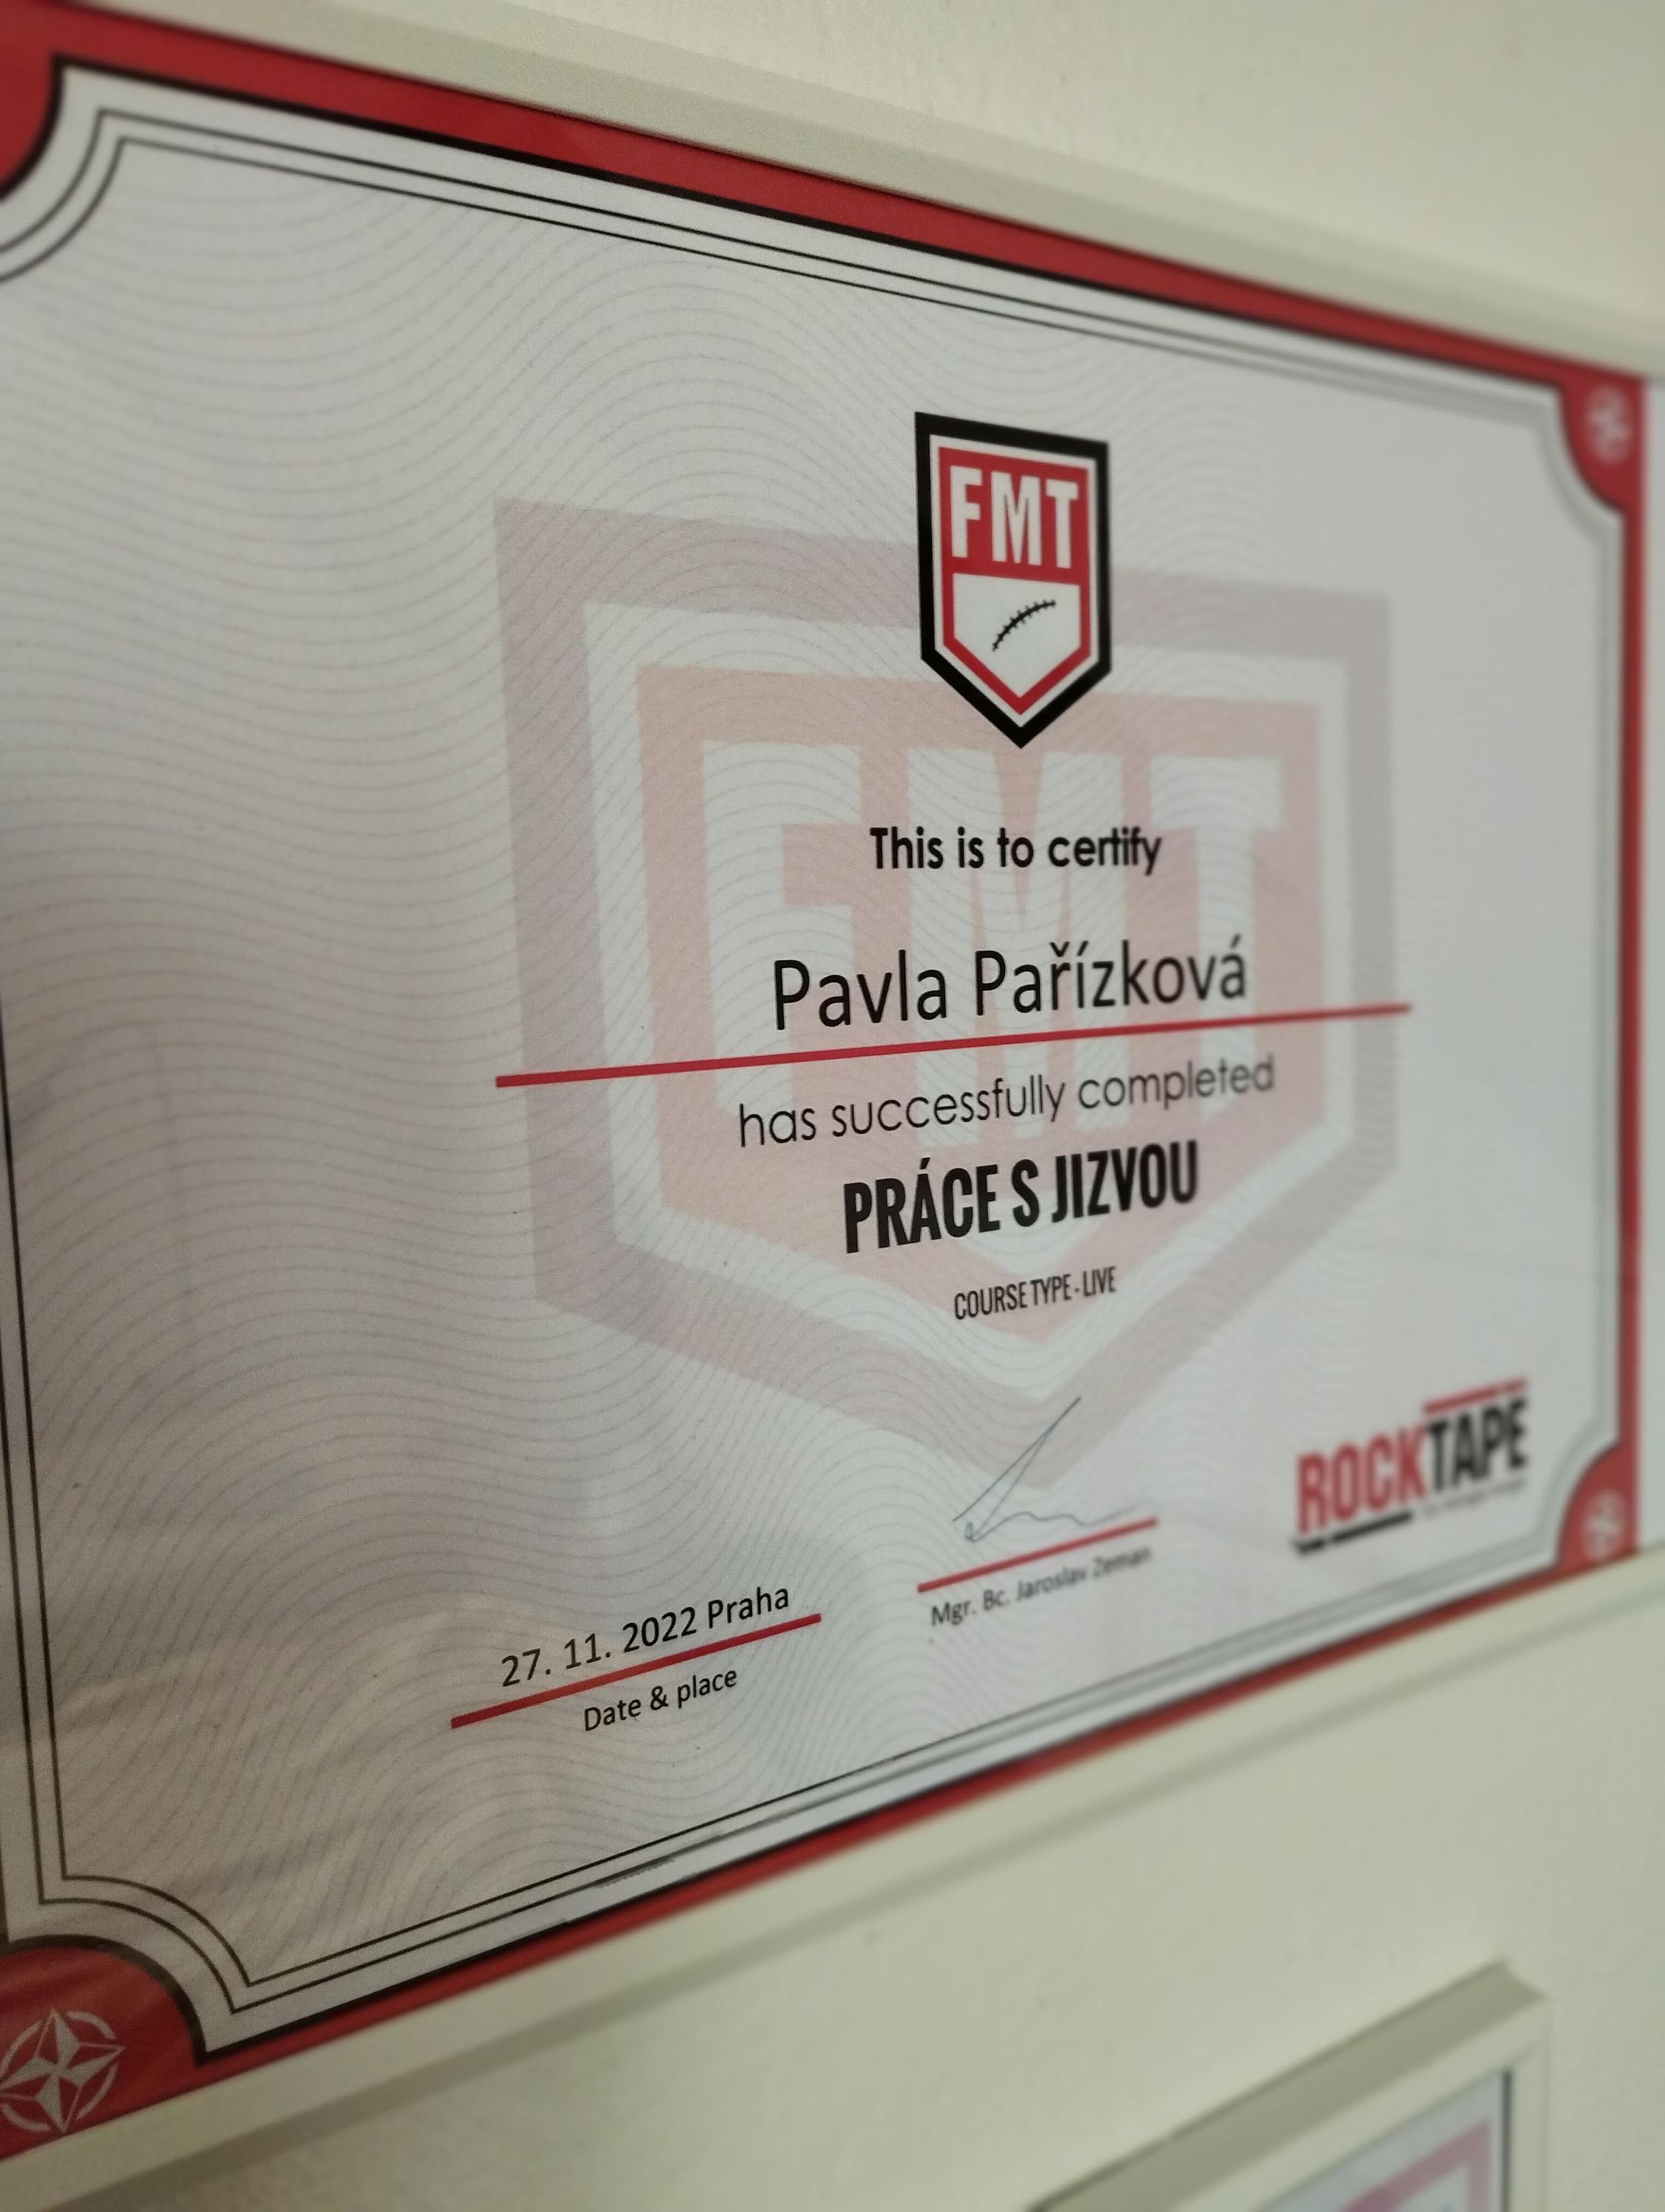 FMT
FMT
This is to certify
Pavla Pařízková
has successfully completed
PRÁCE S JIZVOU
COURSE TYPE - LIVE
ROCKTAPE
27. 11. 2022 Praha
Date & place
Mgr. Bc. Jaroslav Zeman